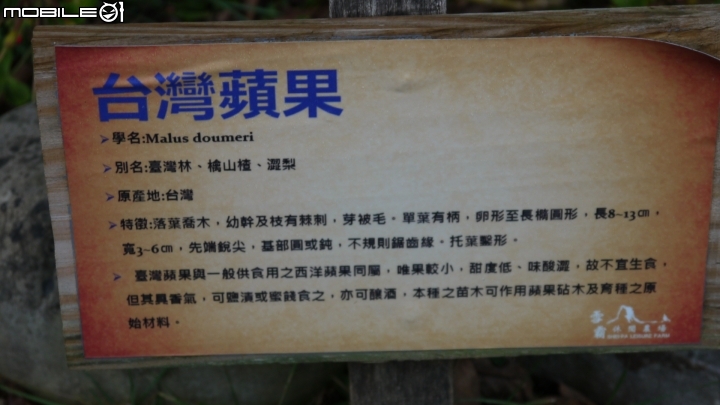 MOBILE01
台灣蘋果
➢學名:Malus doumeri
➢別名:臺灣林、檎山楂、澀梨
➢原產地:台灣
➢特徵:落葉喬木，幼幹及枝有棘刺，芽被毛。單葉有柄，卵形至長橢圓形，長8~13㎝，
寬3~6㎝，先端銳尖，基部圓或鈍，不規則鋸齒緣。托葉鑿形。
➢臺灣蘋果與一般供食用之西洋蘋果同屬，唯果較小，甜度低、味酸澀，故不宜生食，
但其具香氣，可鹽漬或蜜餞食之，亦可釀酒，本種之苗木可作用蘋果砧木及育種之原
始材料。
休閒農場